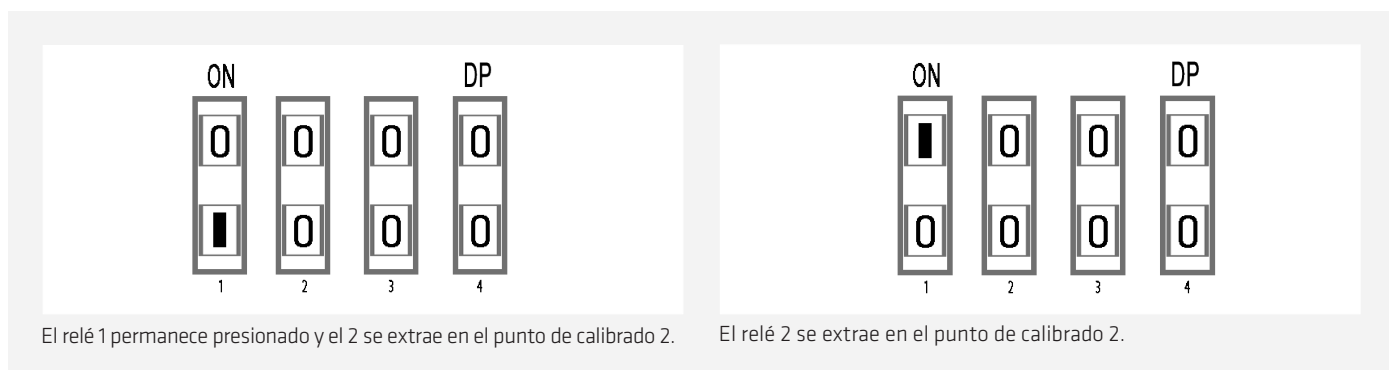 ON DP
0 0 0 0
0 0 0
1 2 3 4
El relé 1 permanece presionado y el 2 se extrae en el punto de calibrado 2.
ON DP
0 0 0
0 0 0 0
1 2 3 4
El relé 2 se extrae en el punto de calibrado 2.